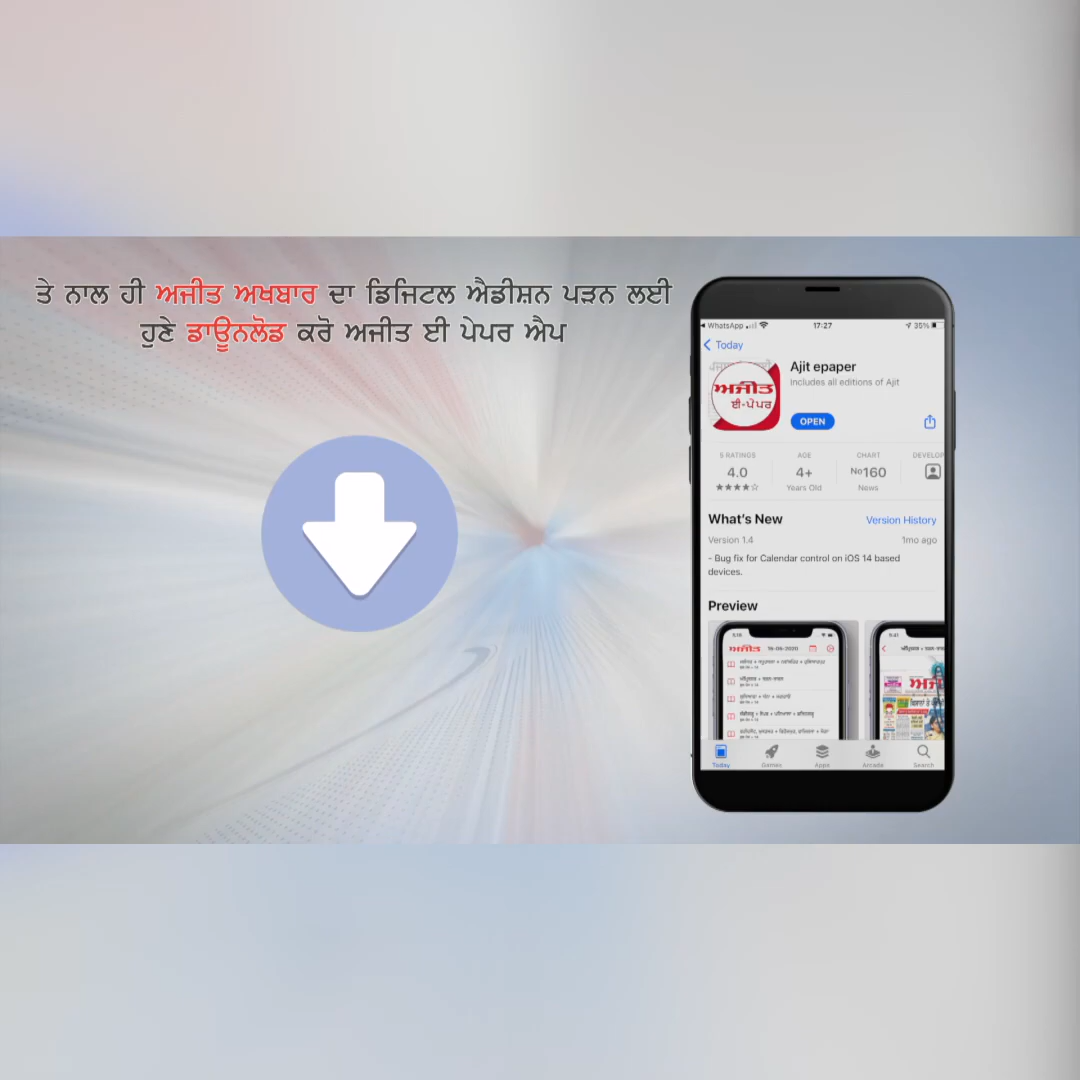 ਤੇ ਨਾਲ ਹੀ ਅਜੀਤ ਅਖਬਾਰ ਦਾ ਡਿਜਿਟਲ ਐਡੀਸ਼ਨ ਪੜਨ ਲਈ
ਹੁਣੇ ਡਾਊਨਲੋਡ ਕਰੋ ਅਜੀਤ ਈ ਪੇਪਰ ਐਪ
WhatsApp 17:27 35%
Today
Ajit epaper
Includes all editions of Ajit
ਅਜੀਤ
ਈ-ਪੇਪਰ
OPEN
5 RATINGS AGE CHART DEVELOP
4.0 4+ No160
Years Old News
What's New Version History
Version 1.4 1mo ago
- Bug fix for Calendar control on iOS 14 based
devices.
Preview
ਅਜੀਤ
Today Games Apps Arcade Search